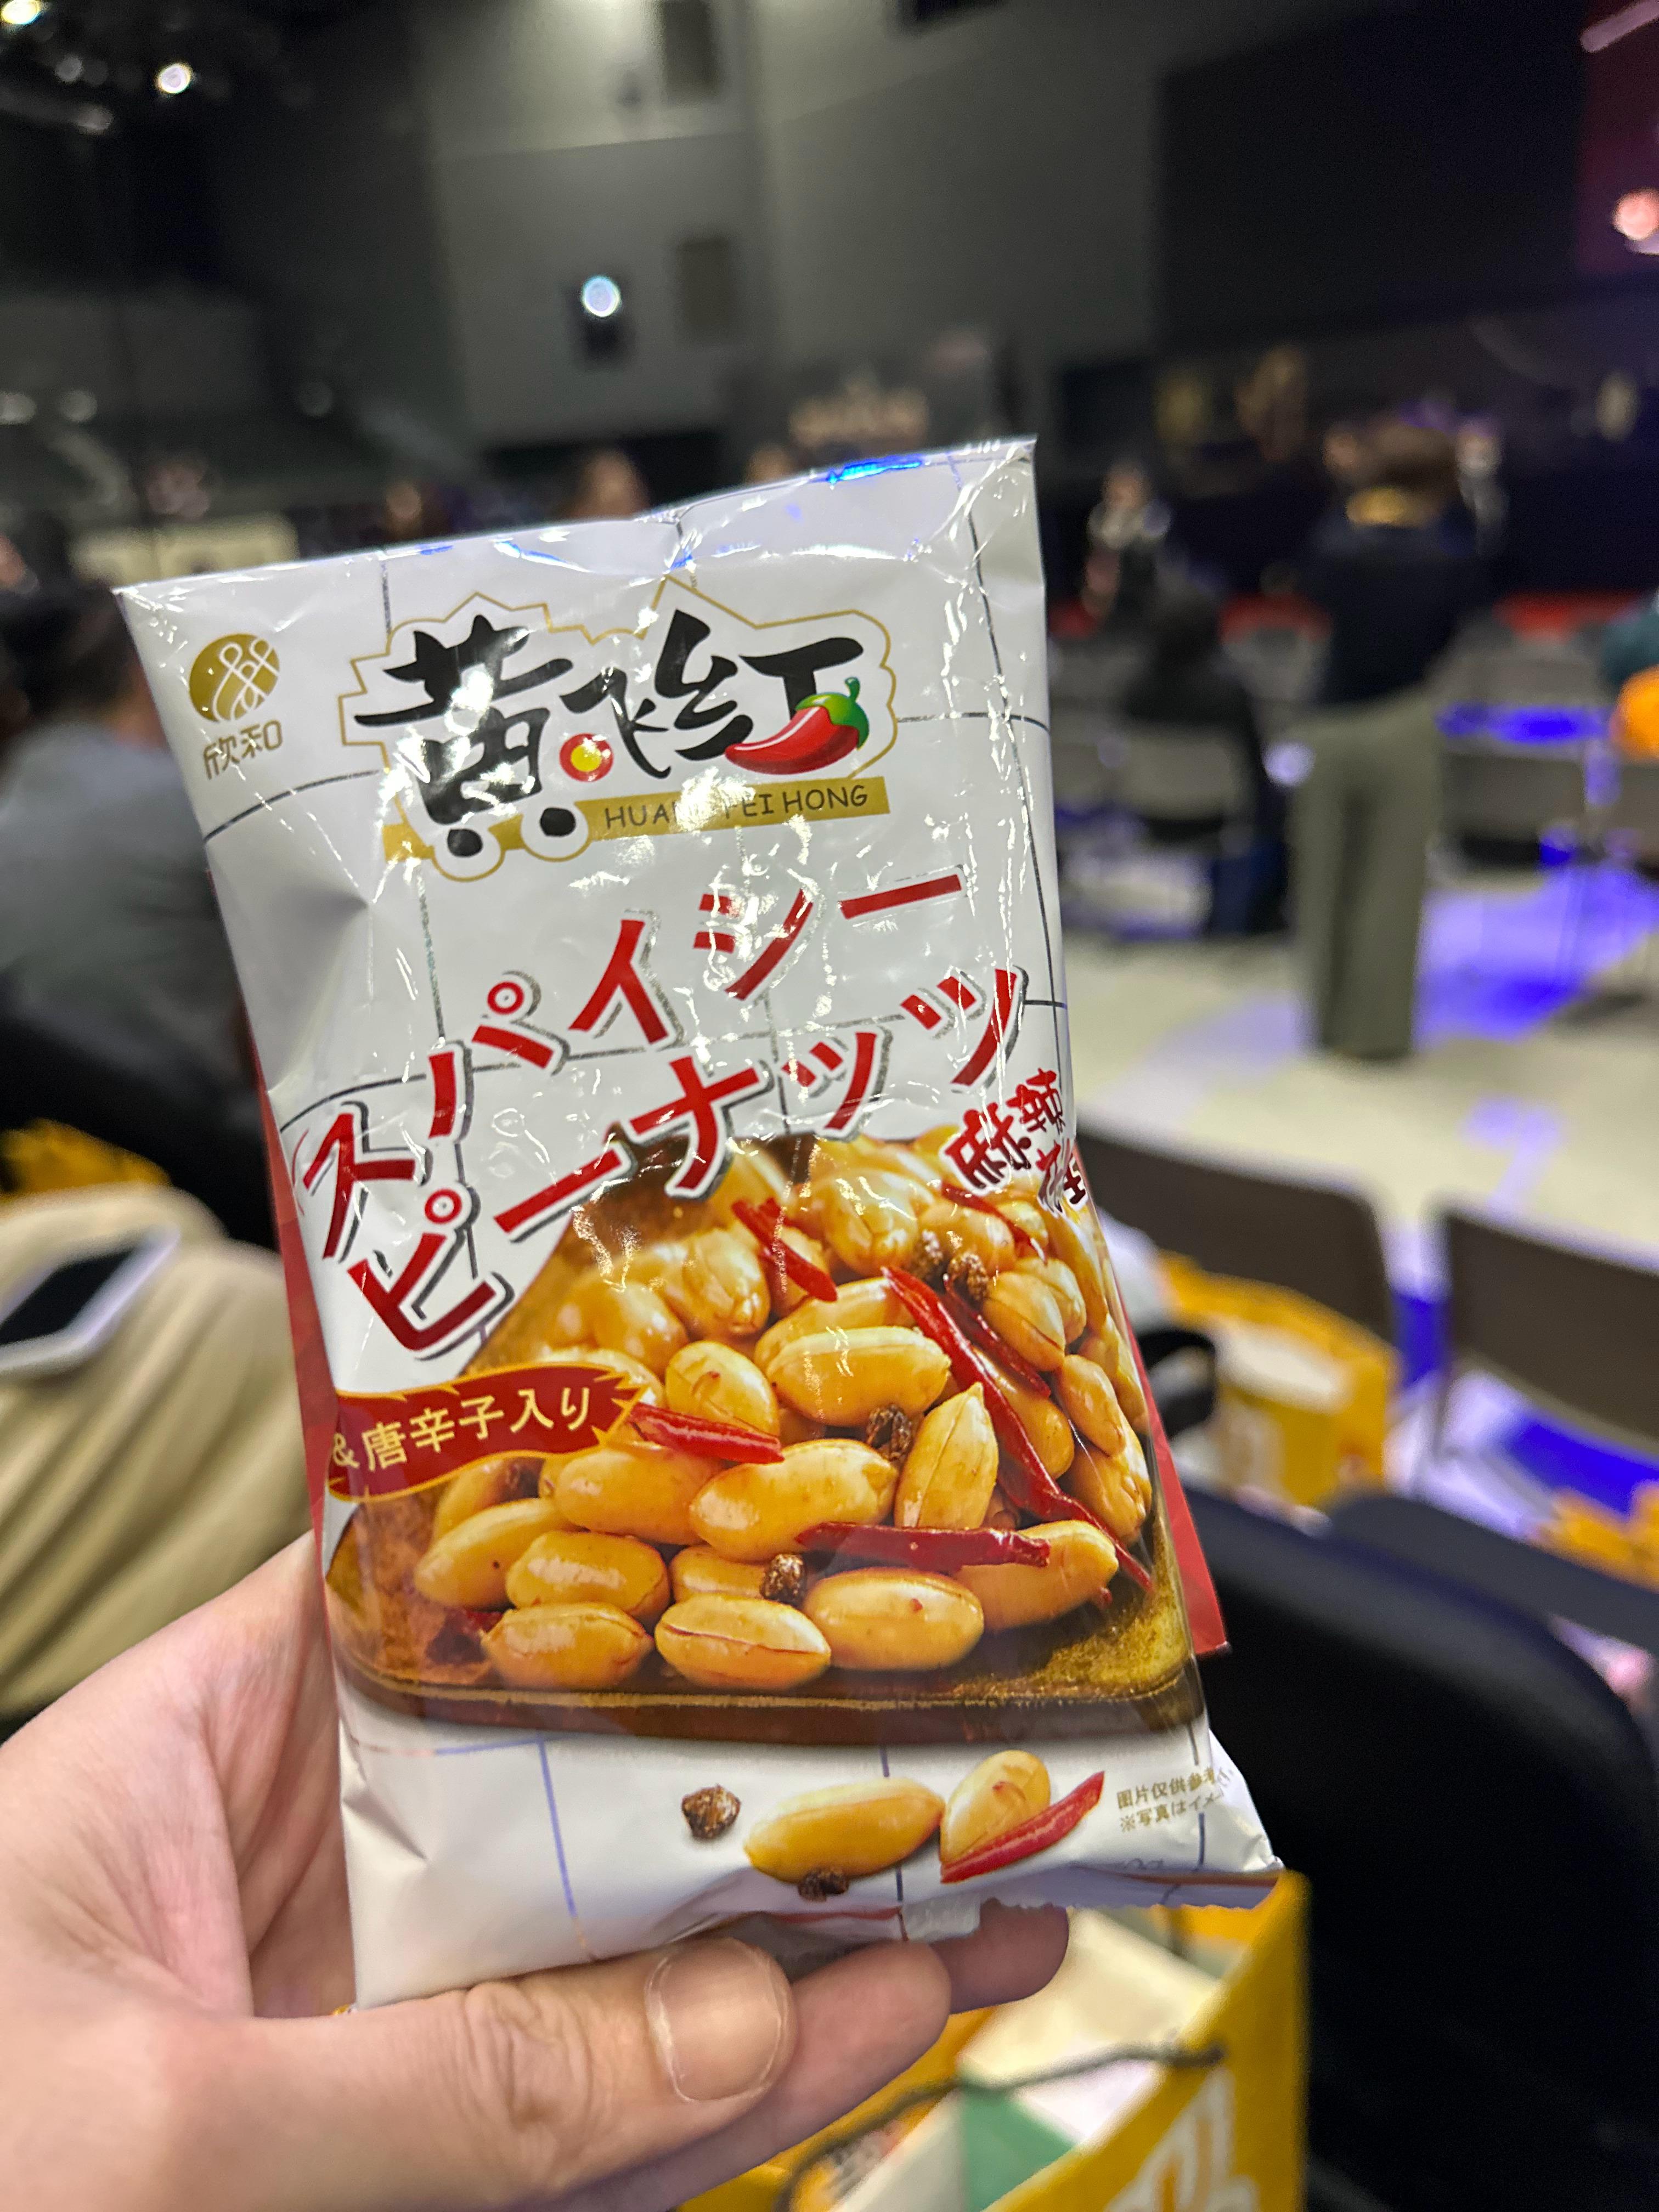 欣和
黄飞红
HUANG FEI HONG
スパイシー
ピーナッツ
麻辣
花生
&唐辛子入り
图片仅供参考
※写真はイメ